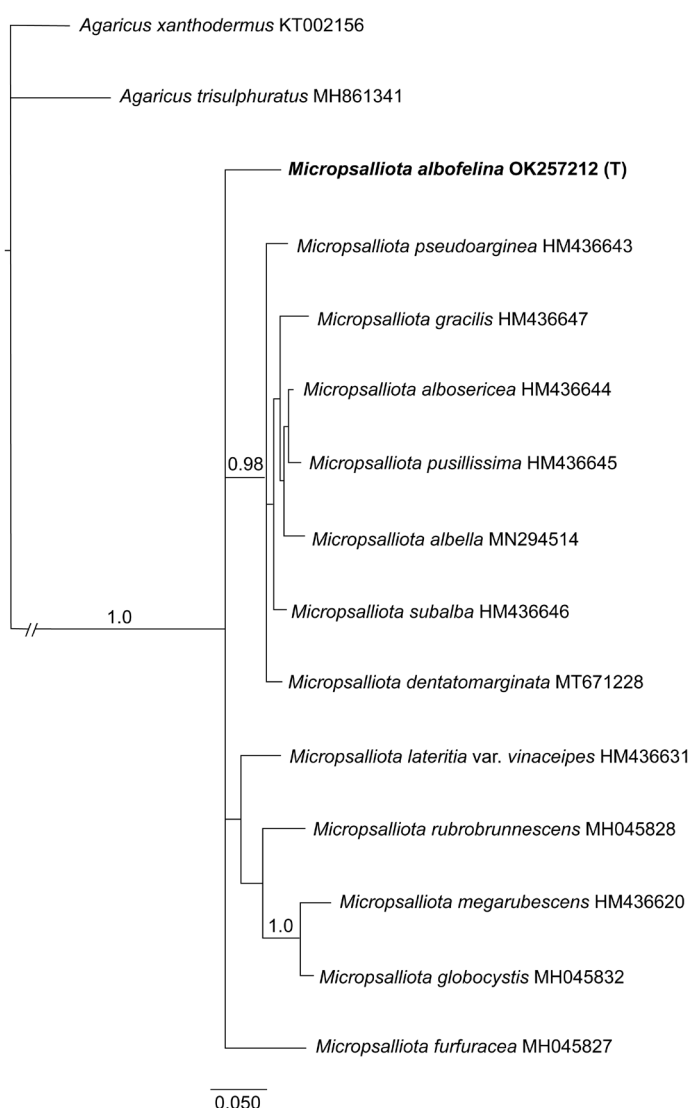 Agaricus xanthodermus KT002156
Agaricus trisulphuratus MH861341
Micropsalliota albofelina OK257212 (T)
Micropsalliota pseudoarginea HM436643
Micropsalliota gracilis HM436647
Micropsalliota albosericea HM436644
0.98
Micropsalliota pusillissima HM436645
Micropsalliota albella MN294514
Micropsalliota subalba HM436646
1.0
Micropsalliota dentatomarginata MT671228
Micropsalliota lateritia var. vinaceipes HM436631
Micropsalliota rubrobrunnescens MH045828
Micropsalliota megarubescens HM436620
1.0
Micropsalliota globocystis MH045832
Micropsalliota furfuracea MH045827
0.050